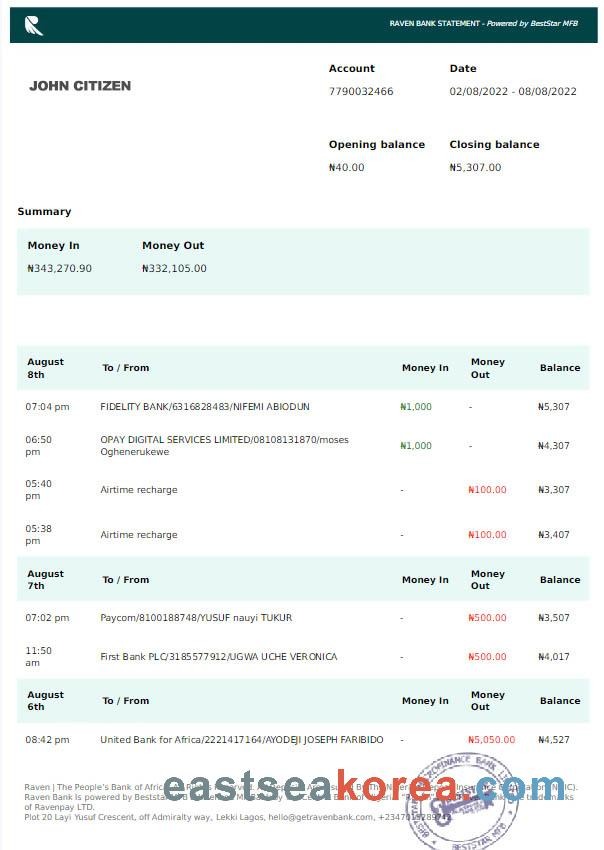 RAVEN BANK STATEMENT - Powered by BestStar MFB
Account Date
JOHN CITIZEN
7790032466 02/08/2022 - 08/08/2022
Opening balance Closing balance
₦40.00 ₦5,307.00
Summary
Money In Money Out
₦343,270.90 ₦332,105.00
August 8th To / From Money In Money Out Balance
07:04 pm FIDELITY BANK/6316828483/NIFEMI ABIODUN ₦1,000 - ₦5,307
06:50 pm OPAY DIGITAL SERVICES LIMITED/08108131870/moses Oghenerukewe ₦1,000 - ₦4,307
05:40 pm Airtime recharge - ₦100.00 ₦3,307
05:38 pm Airtime recharge - ₦100.00 ₦3,407
August 7th To / From Money In Money Out Balance
07:02 pm Paycom/8100188748/YUSUF nauyi TUKUR - ₦500.00 ₦3,507
11:50 am First Bank PLC/3185577912/UGWA UCHE VERONICA - ₦500.00 ₦4,017
August 6th To / From Money In Money Out Balance
08:42 pm United Bank for Africa/2221417164/AYODEJI JOSEPH FARIBIDO - ₦5,050.00 ₦4,527
eastseakorea.com
Raven | The People's Bank of Africa. All Rights Reserved.
Raven Bank is powered by Beststar MFB trademarks
of Ravenpay LTD.
Plot 20 Layi Yusuf Crescent, off Admiralty way, Lekki Lagos, hello@getravenbank.com,
BESTSTAR MFB